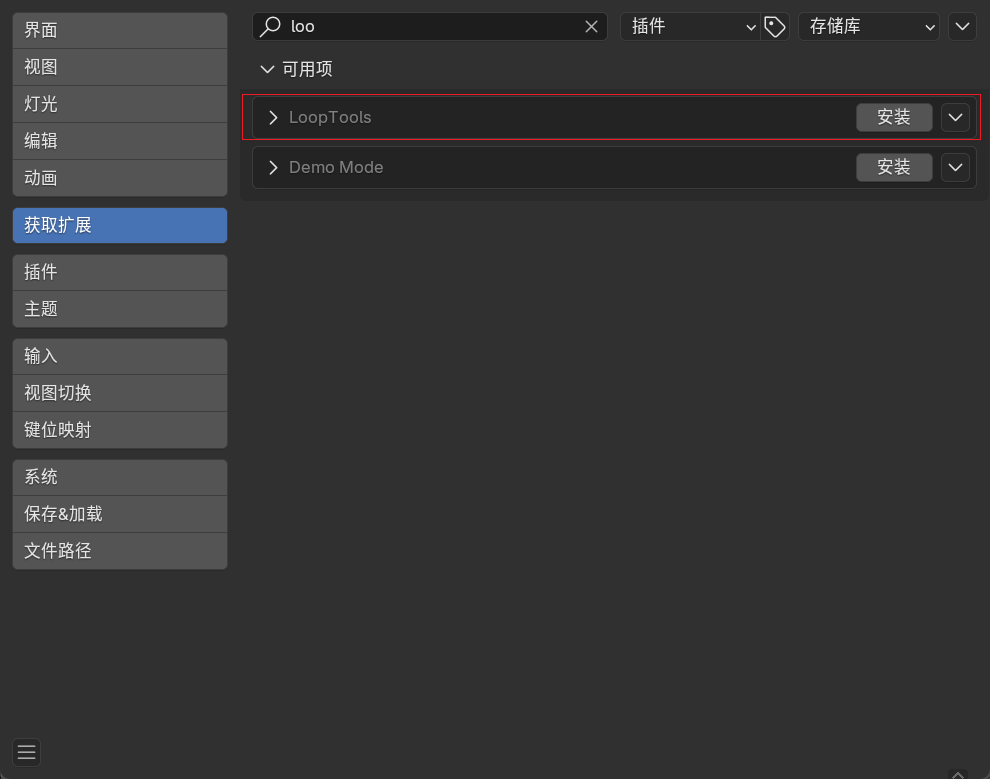 界面
视图
灯光
编辑
动画
获取扩展
插件
主题
输入
视图切换
键位映射
系统
保存&加载
文件路径
loo 插件 存储库
可用项
LoopTools 安装
Demo Mode 安装